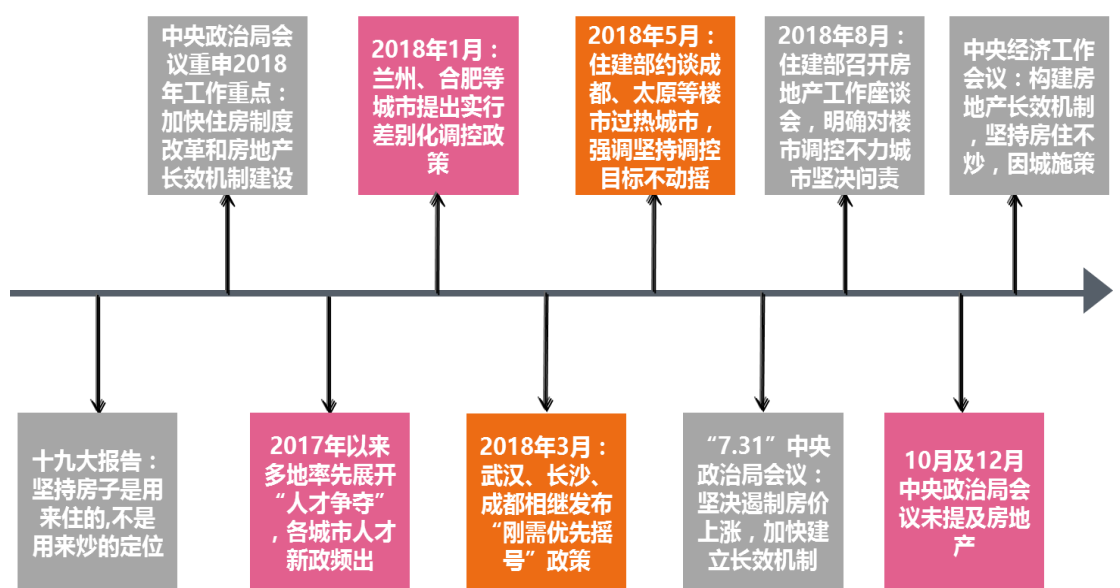 中央政治局会
议重申2018
年工作重点：
加快住房制度
改革和房地产
长效机制建设
2018年1月：
兰州、合肥等
城市提出实行
差别化调控政
策
2018年5月：
住建部约谈成
都、太原等楼
市过热城市，
强调坚持调控
目标不动摇
2018年8月：
住建部召开房
地产工作座谈
会，明确对楼
市调控不力城
市坚决问责
中央经济工作
会议：构建房
地产长效机制
，坚持房住不
炒，因城施策
十九大报告：
坚持房子是用
来住的,不是
用来炒的定位
2017年以来
多地率先展开
“人才争夺”
，各城市人才
新政频出
2018年3月：
武汉、长沙、
成都相继发布
“刚需优先摇
号”政策
“7.31”中央
政治局会议：
坚决遏制房价
上涨，加快建
立长效机制
10月及12月
中央政治局会
议未提及房地
产